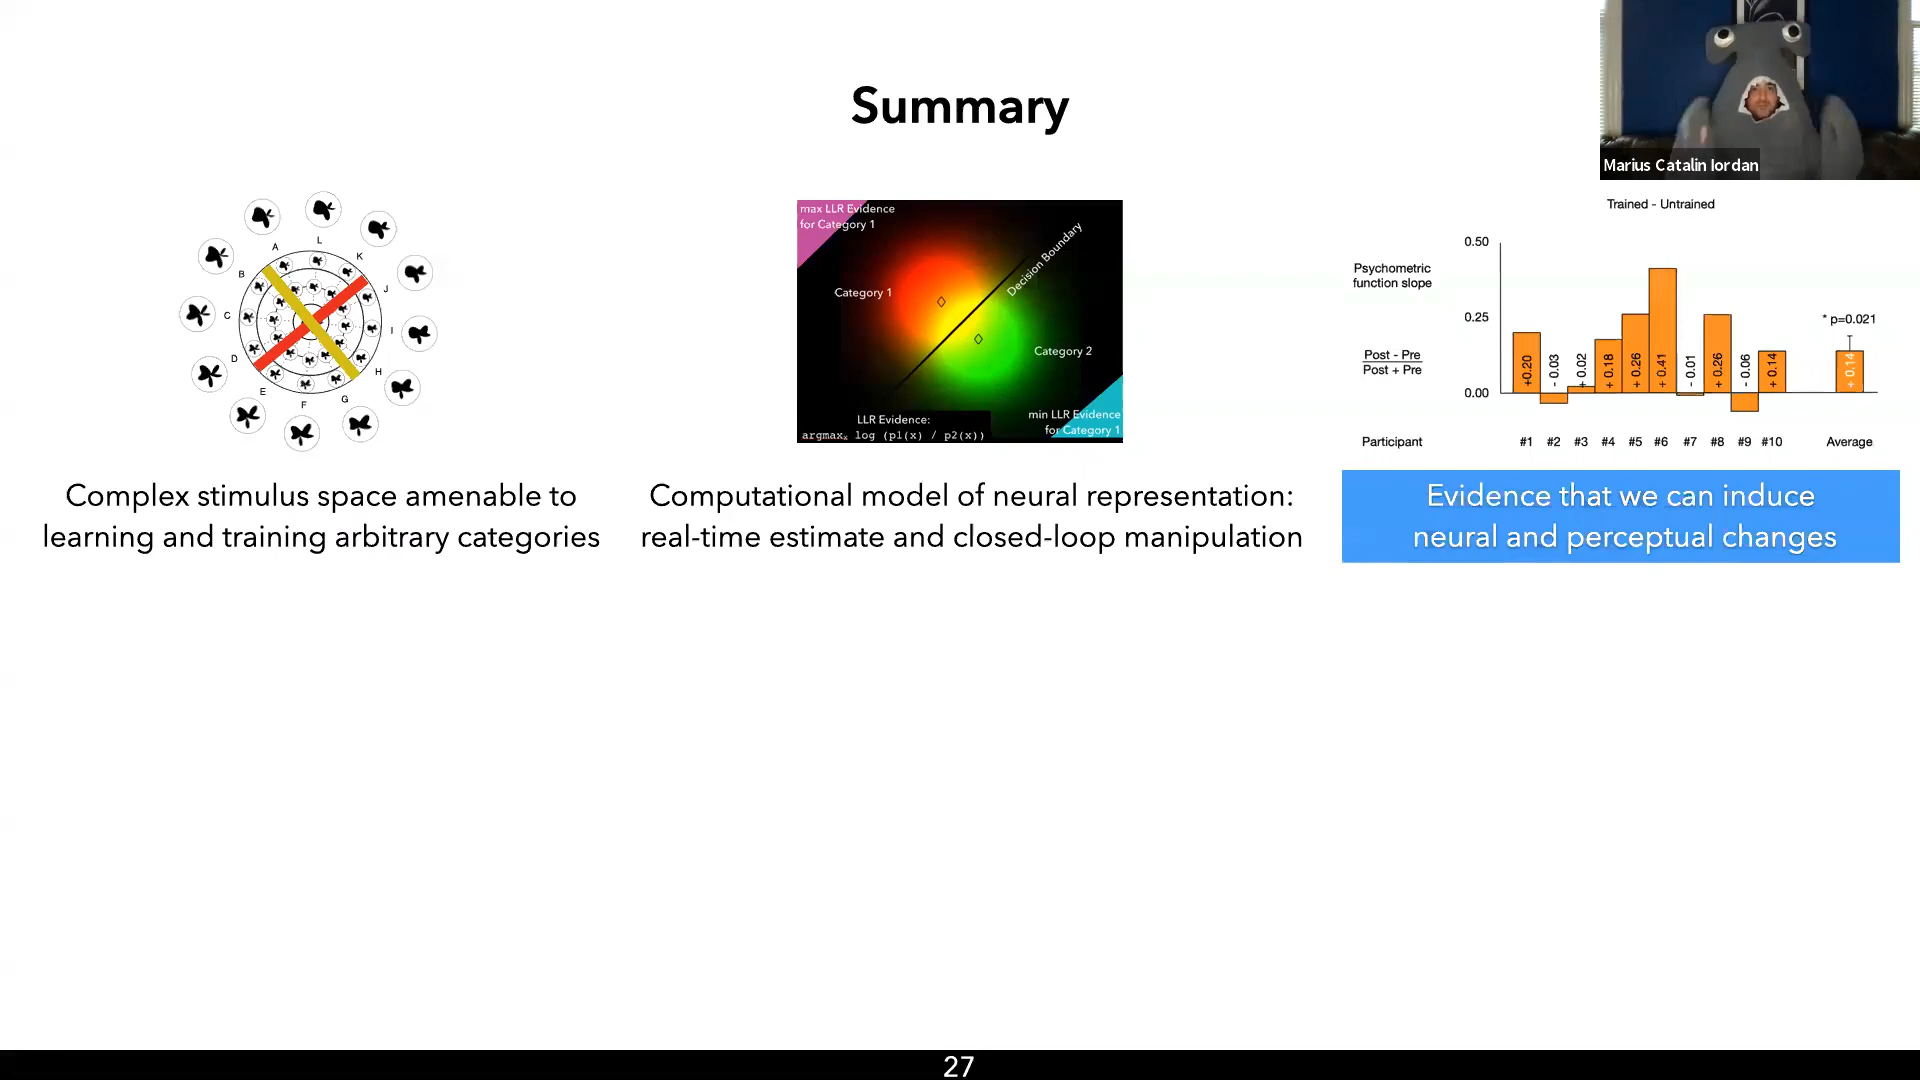 Summary
Marius Catalin Iordan
A
L
K
B
J
C
I
D
H
E
G
F
max LLR Evidence
for Category 1
Decision Boundary
Category 1
Category 2
LLR Evidence:
argmaxₓ log (p1(x) / p2(x))
min LLR Evidence
for Category 1
Trained - Untrained
0.50
Psychometric
function slope
0.25
* p=0.021
Post - Pre
Post + Pre
0.00
+0.20
- 0.03
+ 0.02
+ 0.18
+ 0.26
+ 0.41
- 0.01
+ 0.26
- 0.06
+ 0.14
+ 0.14
Participant #1 #2 #3 #4 #5 #6 #7 #8 #9 #10 Average
Complex stimulus space amenable to
learning and training arbitrary categories
Computational model of neural representation:
real-time estimate and closed-loop manipulation
Evidence that we can induce
neural and perceptual changes
27